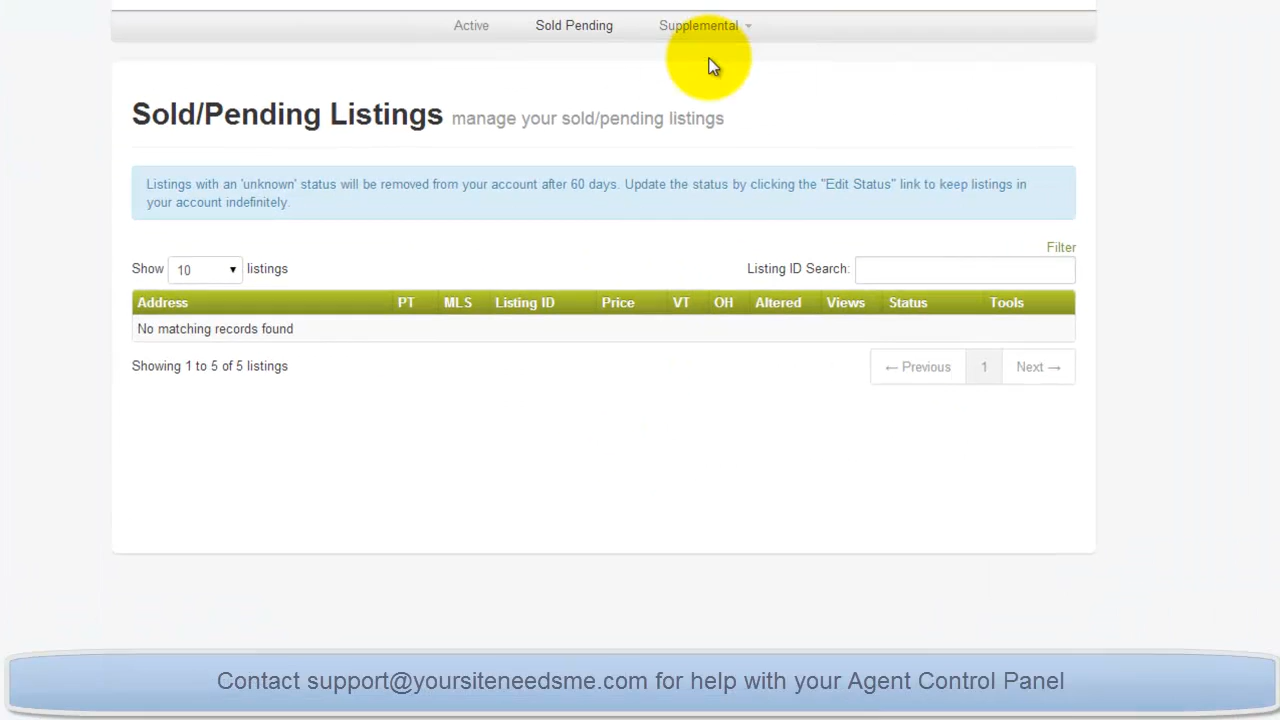 Active Sold Pending Supplemental
Sold/Pending Listings manage your sold/pending listings
Listings with an 'unknown' status will be removed from your account after 60 days. Update the status by clicking the "Edit Status" link to keep listings in
your account indefinitely.
Filter
Show 10 listings Listing ID Search:
Address PT MLS Listing ID Price VT OH Altered Views Status Tools
No matching records found
Showing 1 to 5 of 5 listings ← Previous 1 Next →
Contact support@yoursiteneedsme.com for help with your Agent Control Panel